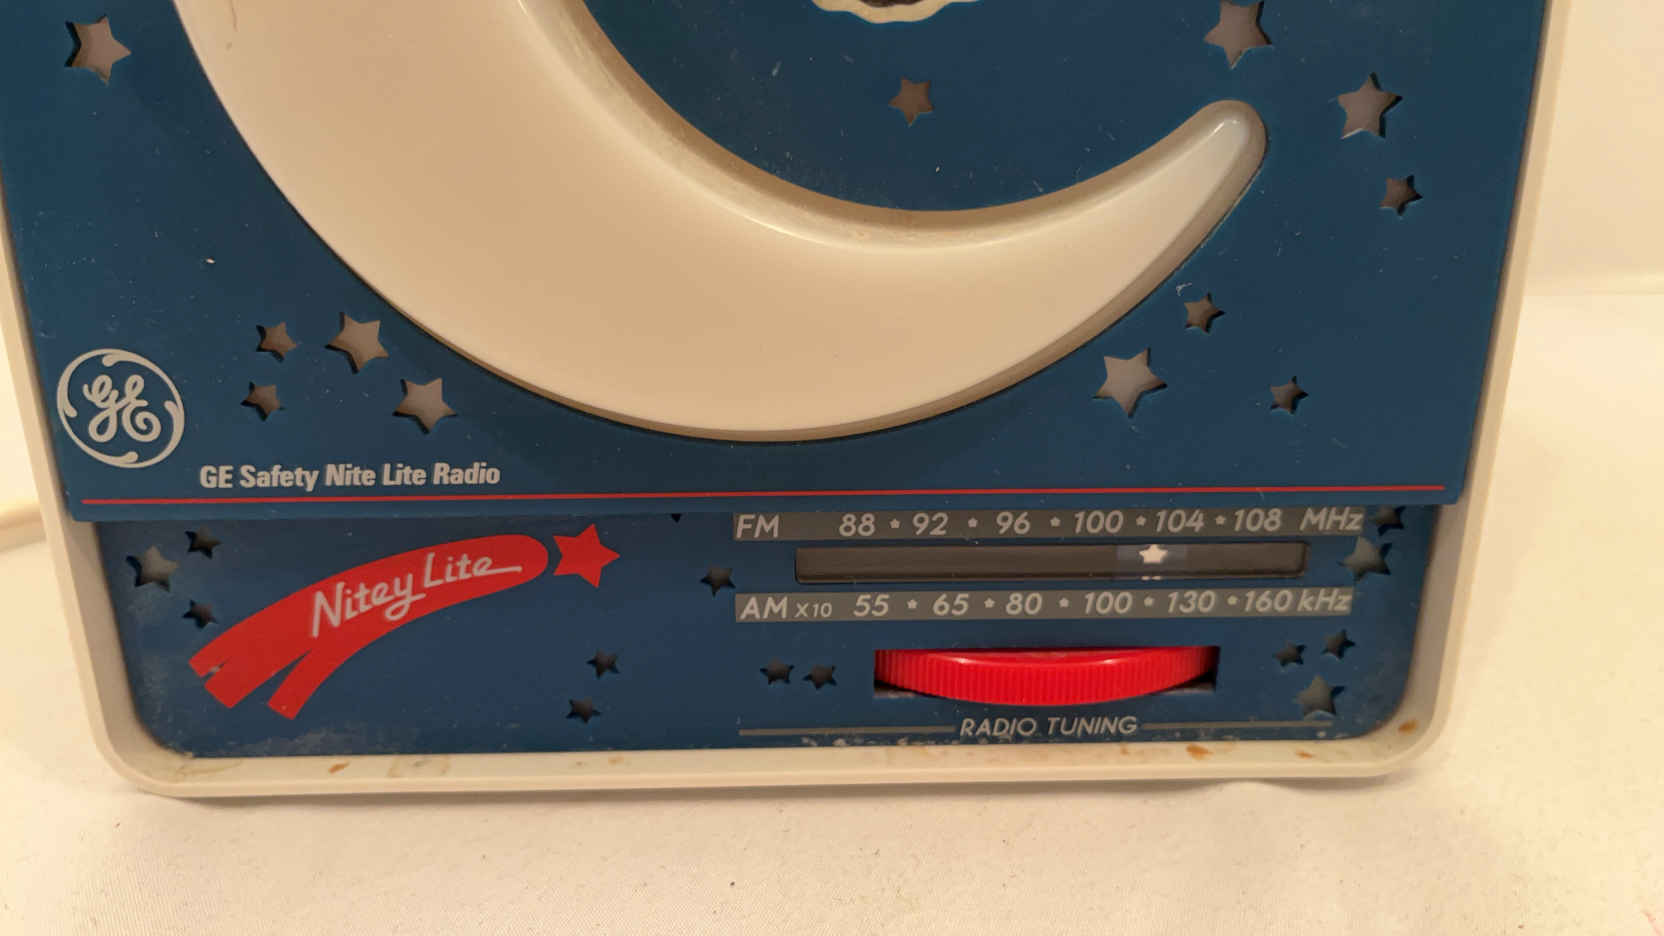 GE
GE Safety Nite Lite Radio
Nitey Lite
FM 88 • 92 • 96 • 100 • 104 • 108 MHz
AM X10 55 • 65 • 80 • 100 • 130 • 160 kHz
RADIO TUNING